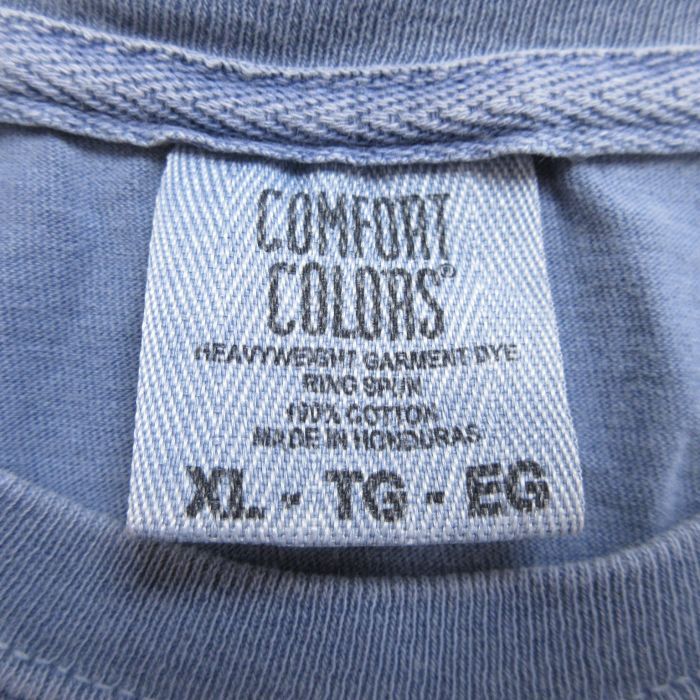 COMFORT
COLORS®
HEAVYWEIGHT GARMENT DYE
RING SPUN
100% COTTON
MADE IN HONDURAS
XL - TG - EG